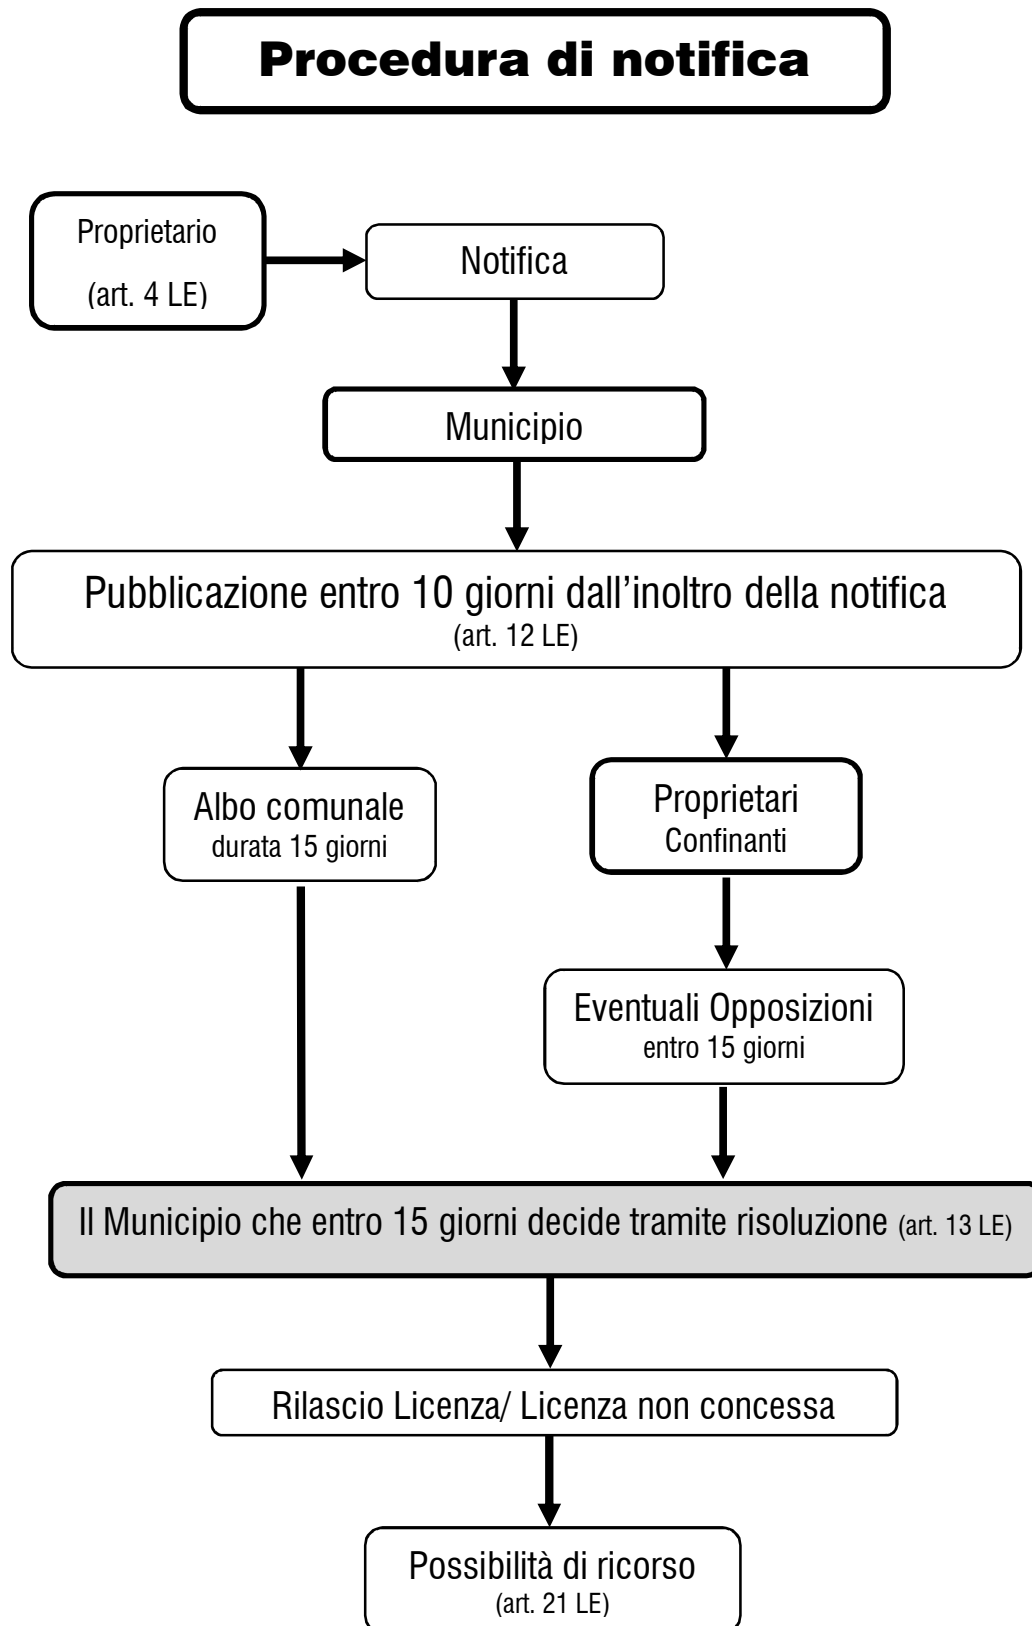 Procedura di notifica
Proprietario
(art. 4 LE)
Notifica
Municipio
Pubblicazione entro 10 giorni dall’inoltro della notifica
(art. 12 LE)
Albo comunale
durata 15 giorni
Proprietari
Confinanti
Eventuali Opposizioni
entro 15 giorni
Il Municipio che entro 15 giorni decide tramite risoluzione (art. 13 LE)
Rilascio Licenza/ Licenza non concessa
Possibilità di ricorso
(art. 21 LE)